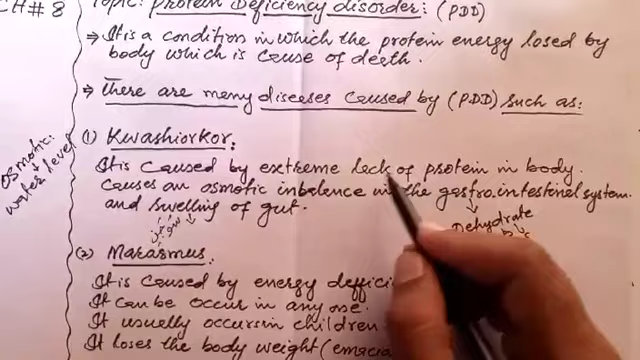 CH#8
Topic: Protein Deficiency disorder: (PDD)
⇒ It is a condition in which the protein energy losed by
body which is cause of death.
⇒ There are many diseases caused by (PDD) such as:
(1) Kwashiorkor:
Osmotic:
↓
water level
It is caused by extreme lack of protein in body.
Causes an osmotic inbalence in the gastro.intestinal system.
and swelling of gut.
سوجن
Dehydrate
(2) Marasmus:
It is caused by energy deffici
It can be occur in any one.
It usually occurs in children
It loses the body weight (emacia